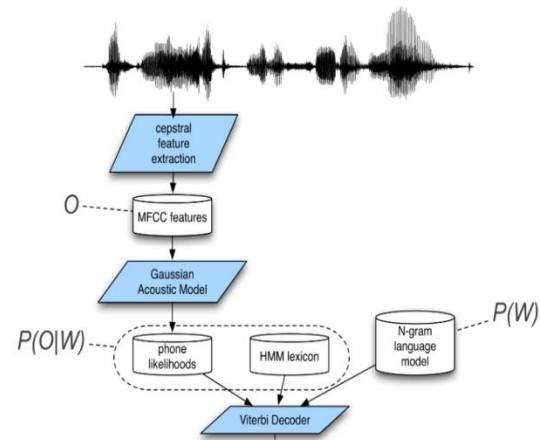 cepstral
feature
extraction
O
MFCC features
Gaussian
Acoustic Model
P(O|W)
phone
likelihoods
HMM lexicon
N-gram
language
model
P(W)
Viterbi Decoder